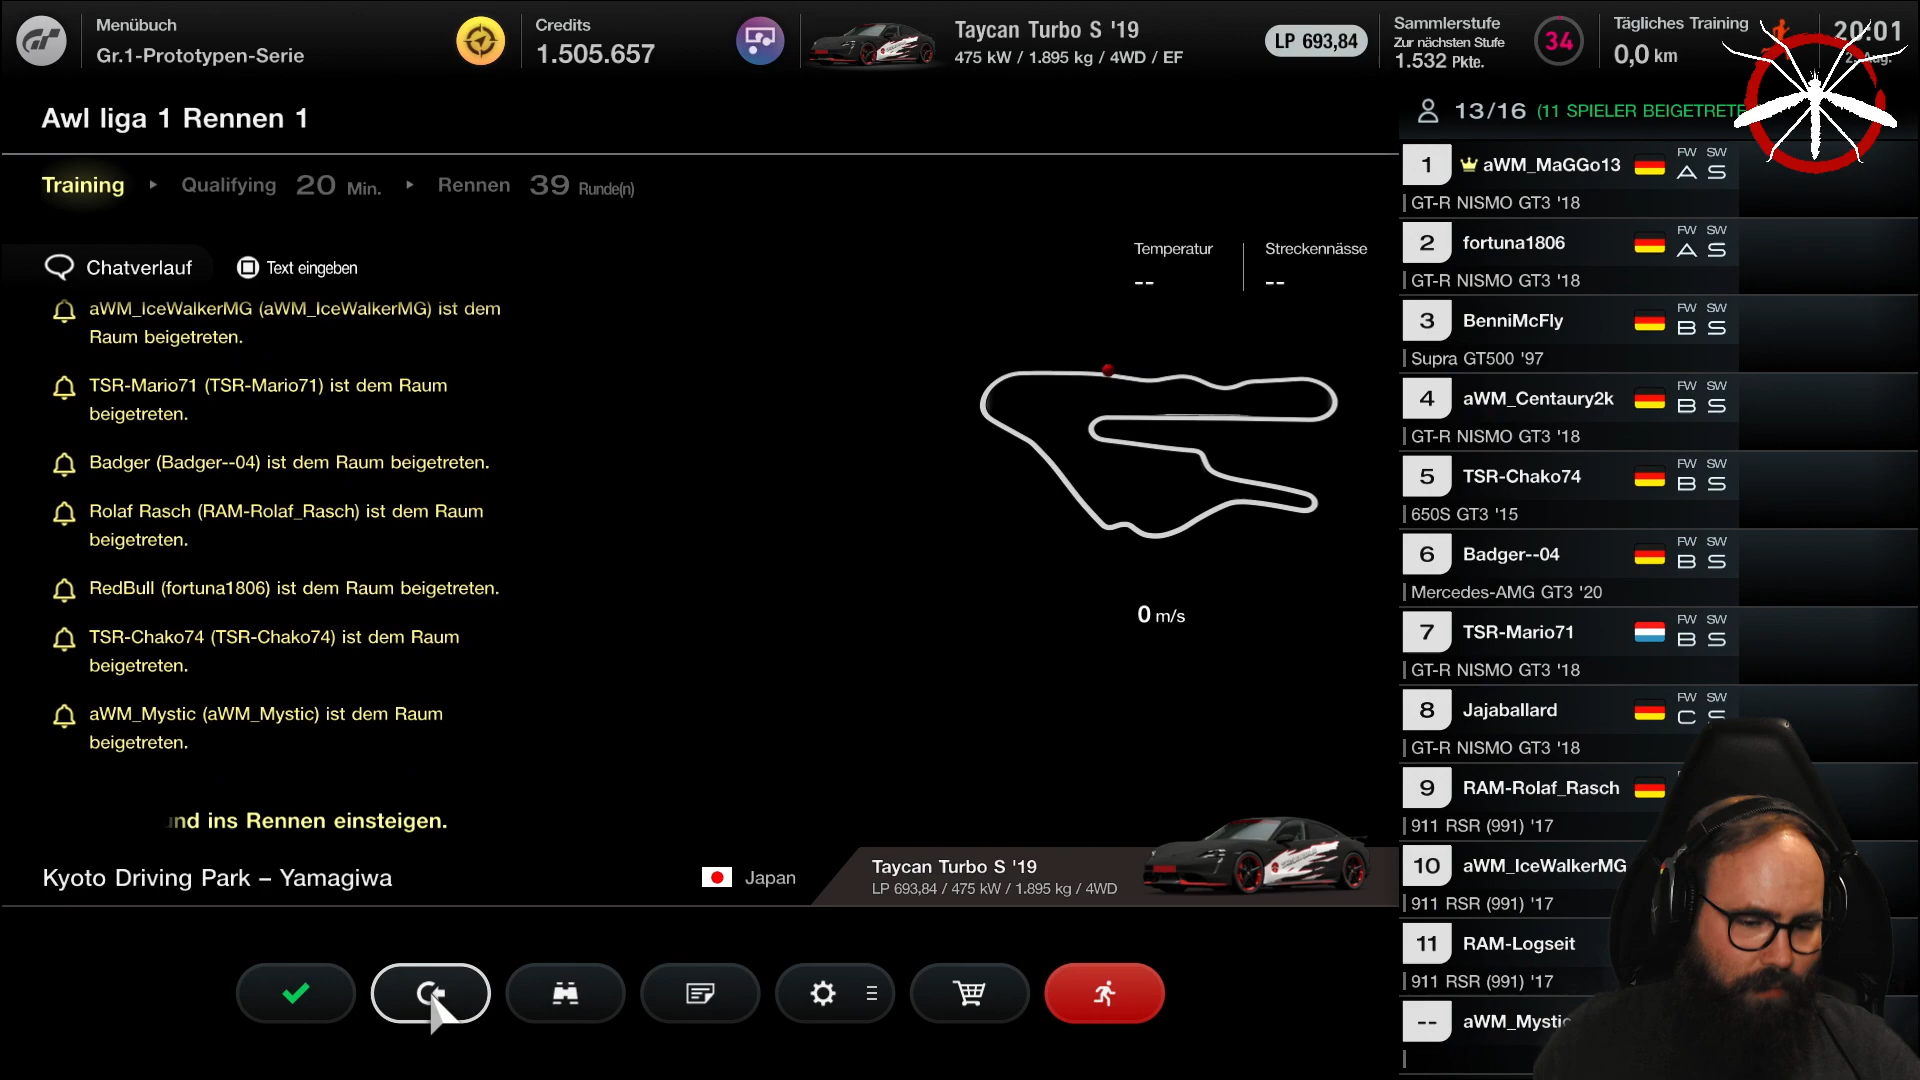 Menübuch
Gr.1-Prototypen-Serie
Credits
1.505.657
Taycan Turbo S '19
475 kW / 1.895 kg / 4WD / EF
LP 693,84
Sammlerstufe
Zur nächsten Stufe
1.532 Pkte.
34
Tägliches Training
0,0 km
20:01
Awl liga 1 Rennen 1
13/16 (11 SPIELER BEIGETRETE
Training Qualifying 20 Min. Rennen 39 Runde(n)
Chatverlauf Text eingeben
aWM_IceWalkerMG (aWM_IceWalkerMG) ist dem
Raum beigetreten.
TSR-Mario71 (TSR-Mario71) ist dem Raum
beigetreten.
Badger (Badger--04) ist dem Raum beigetreten.
Rolaf Rasch (RAM-Rolaf_Rasch) ist dem Raum
beigetreten.
RedBull (fortuna1806) ist dem Raum beigetreten.
TSR-Chako74 (TSR-Chako74) ist dem Raum
beigetreten.
aWM_Mystic (aWM_Mystic) ist dem Raum
beigetreten.
nd ins Rennen einsteigen.
Temperatur
--
Streckennässe
--
0 m/s
Kyoto Driving Park – Yamagiwa
Japan
Taycan Turbo S '19
LP 693,84 / 475 kW / 1.895 kg / 4WD
1 aWM_MaGGo13 FW A SW S
GT-R NISMO GT3 '18
2 fortuna1806 FW A SW S
GT-R NISMO GT3 '18
3 BenniMcFly FW B SW S
Supra GT500 '97
4 aWM_Centaury2k FW B SW S
GT-R NISMO GT3 '18
5 TSR-Chako74 FW B SW S
650S GT3 '15
6 Badger--04 FW B SW S
Mercedes-AMG GT3 '20
7 TSR-Mario71 FW B SW S
GT-R NISMO GT3 '18
8 Jajaballard FW C SW S
GT-R NISMO GT3 '18
9 RAM-Rolaf_Rasch
911 RSR (991) '17
10 aWM_IceWalkerMG
911 RSR (991) '17
11 RAM-Logseit
911 RSR (991) '17
-- aWM_Mystic